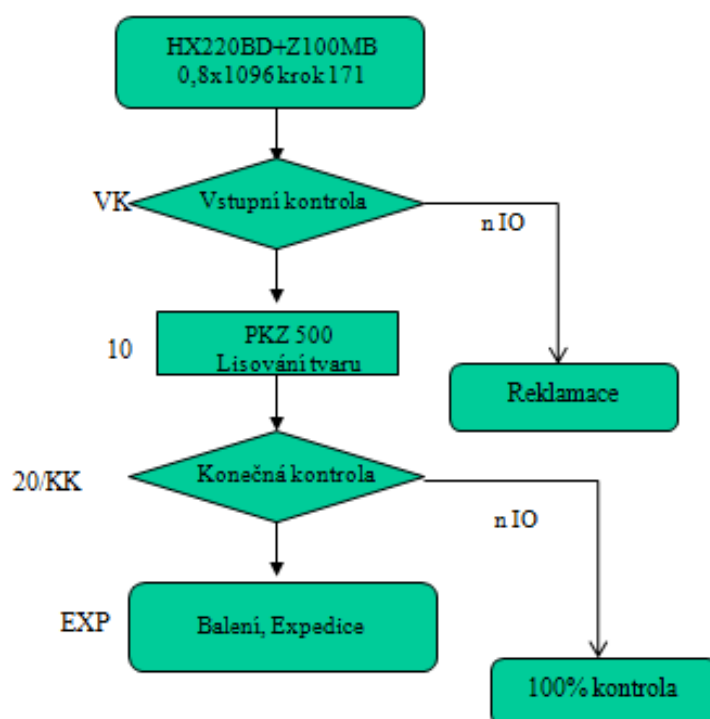 HX220BD+Z100MB
0,8x1096 krok 171
VK
Vstupní kontrola
n IO
10
PKZ 500
Lisování tvaru
Reklamace
20/KK
Konečná kontrola
n IO
EXP
Balení, Expedice
100% kontrola